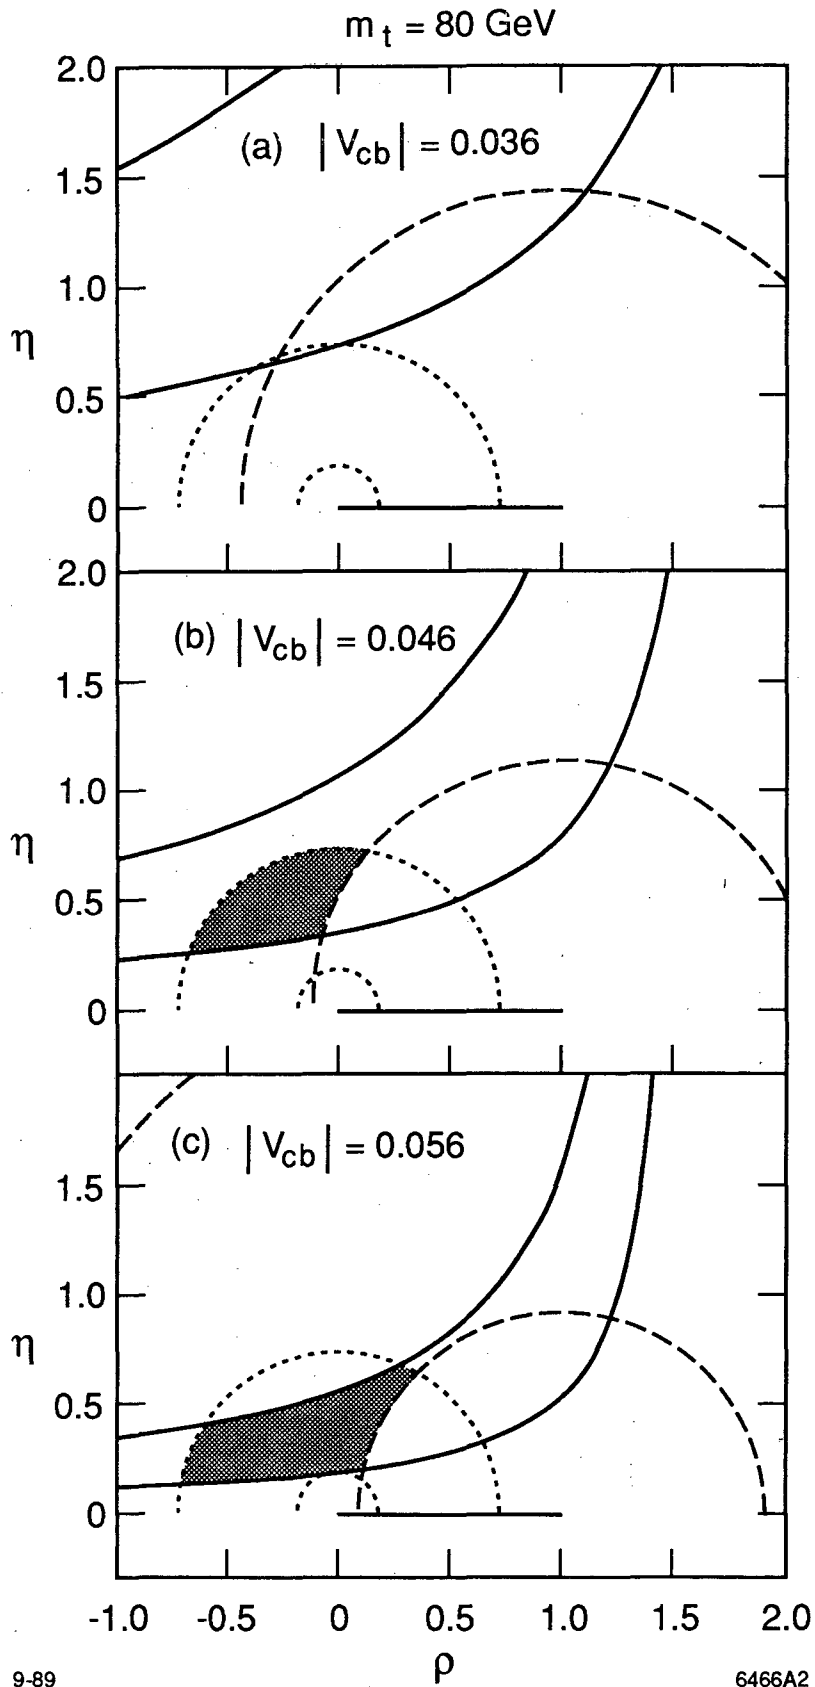 m t = 80 GeV
2.0
(a) |Vcb| = 0.036
1.5
1.0
η
0.5
0
2.0
(b) |Vcb| = 0.046
1.5
1.0
η
0.5
0
(c) |Vcb| = 0.056
1.5
1.0
η
0.5
0
-1.0 -0.5 0 0.5 1.0 1.5 2.0
ρ
9-89 6466A2